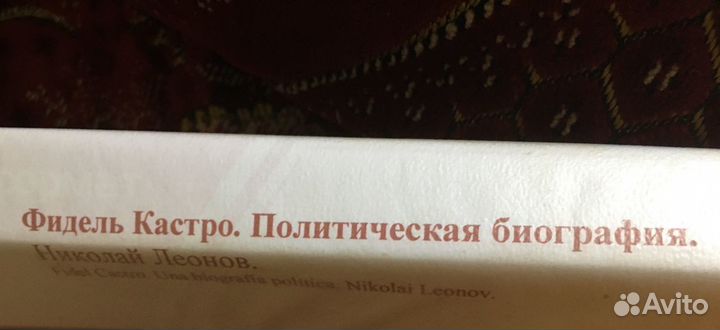 Фидель Кастро. Политическая биография.
Николай Леонов.
Fidel Castro. Una biografía política. Nikolai Leonov.
Avito